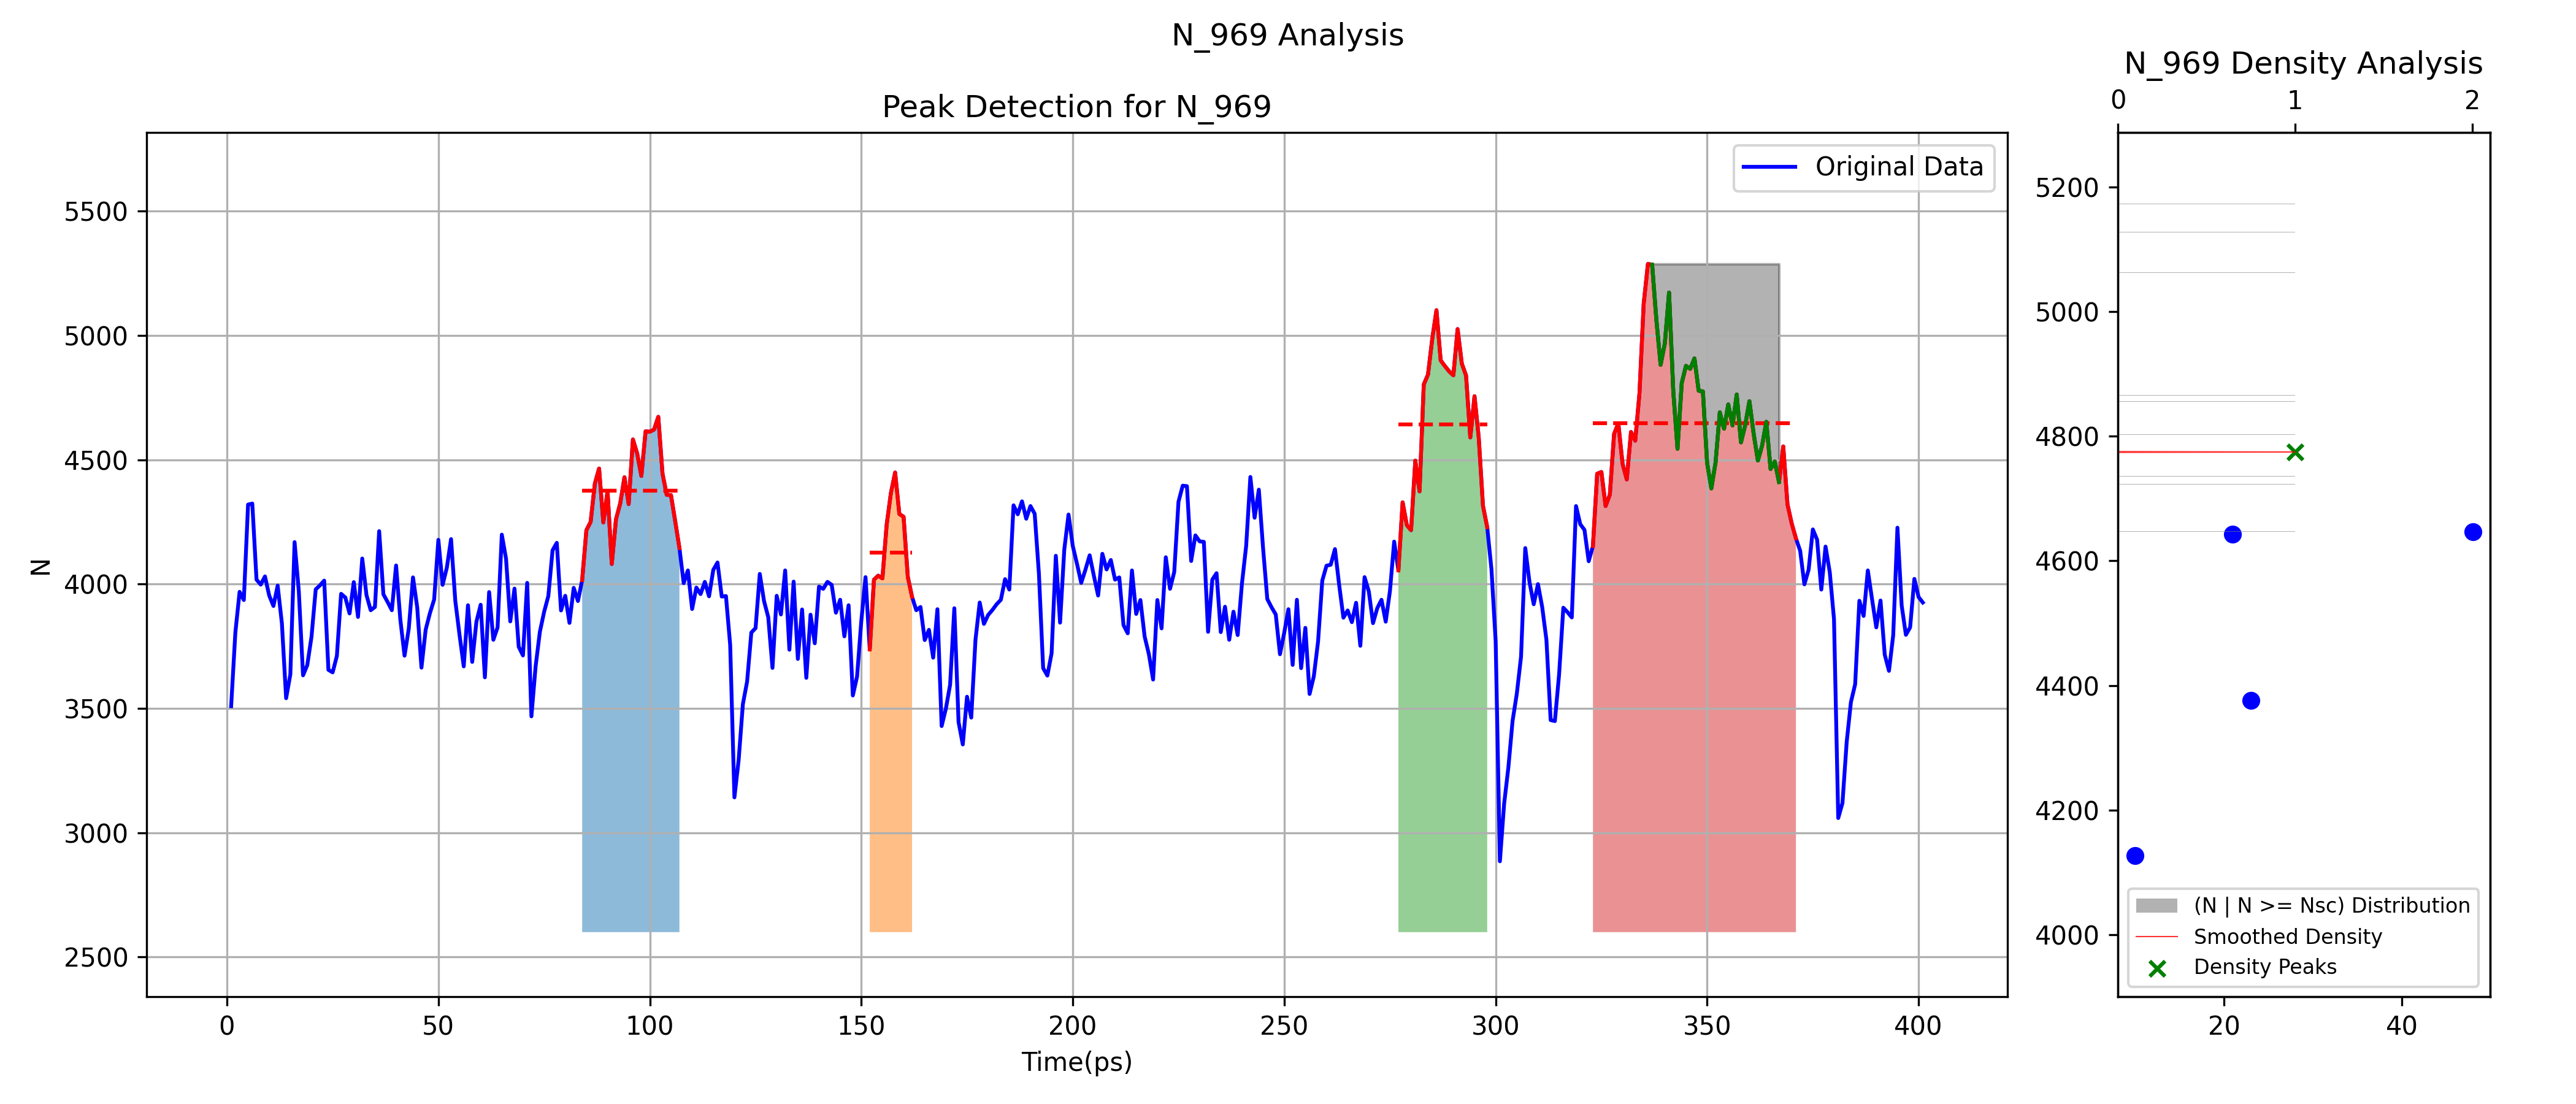 N_969 Analysis
Peak Detection for N_969
N_969 Density Analysis
0 1 2
Original Data
5500
5000
4500
4000
3500
3000
2500
N
0 50 100 150 200 250 300 350 400
Time(ps)
5200
5000
4800
4600
4400
4200
4000
(N | N >= Nsc) Distribution
Smoothed Density
Density Peaks
20 40